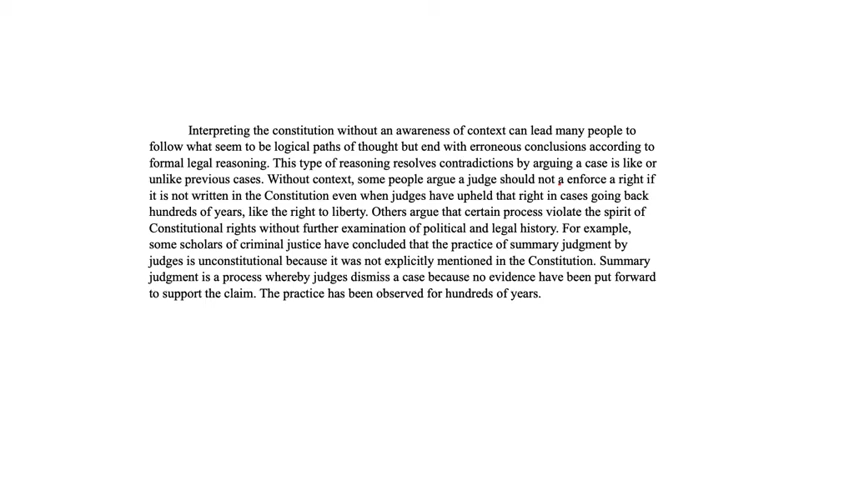 Interpreting the constitution without an awareness of context can lead many people to
follow what seem to be logical paths of thought but end with erroneous conclusions according to
formal legal reasoning. This type of reasoning resolves contradictions by arguing a case is like or
unlike previous cases. Without context, some people argue a judge should not a enforce a right if
it is not written in the Constitution even when judges have upheld that right in cases going back
hundreds of years, like the right to liberty. Others argue that certain process violate the spirit of
Constitutional rights without further examination of political and legal history. For example,
some scholars of criminal justice have concluded that the practice of summary judgment by
judges is unconstitutional because it was not explicitly mentioned in the Constitution. Summary
judgment is a process whereby judges dismiss a case because no evidence have been put forward
to support the claim. The practice has been observed for hundreds of years.